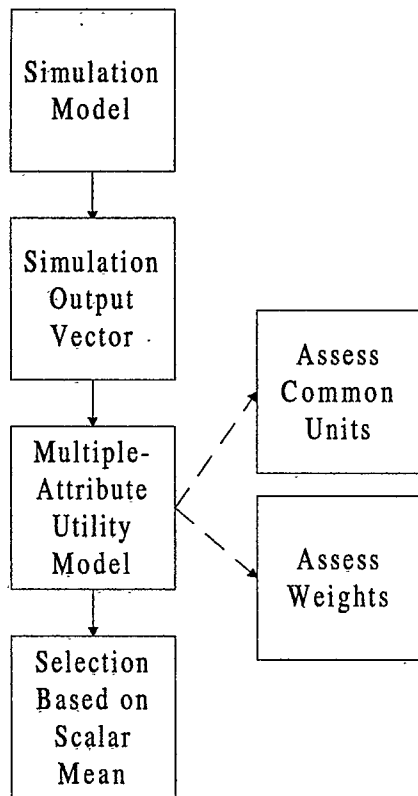 Simulation
Model
Simulation
Output
Vector
Multiple-
Attribute
Utility
Model
Assess
Common
Units
Assess
Weights
Selection
Based on
Scalar
Mean